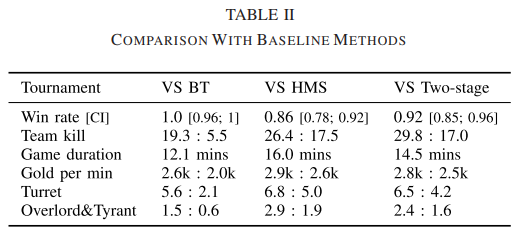 TABLE II
COMPARISON WITH BASELINE METHODS
Tournament VS BT VS HMS VS Two-stage
Win rate [CI] 1.0 [0.96; 1] 0.86 [0.78; 0.92] 0.92 [0.85; 0.96]
Team kill 19.3 : 5.5 26.4 : 17.5 29.8 : 17.0
Game duration 12.1 mins 16.0 mins 14.5 mins
Gold per min 2.6k : 2.0k 2.9k : 2.6k 2.8k : 2.5k
Turret 5.6 : 2.1 6.8 : 5.0 6.5 : 4.2
Overlord&Tyrant 1.5 : 0.6 2.9 : 1.9 2.4 : 1.6